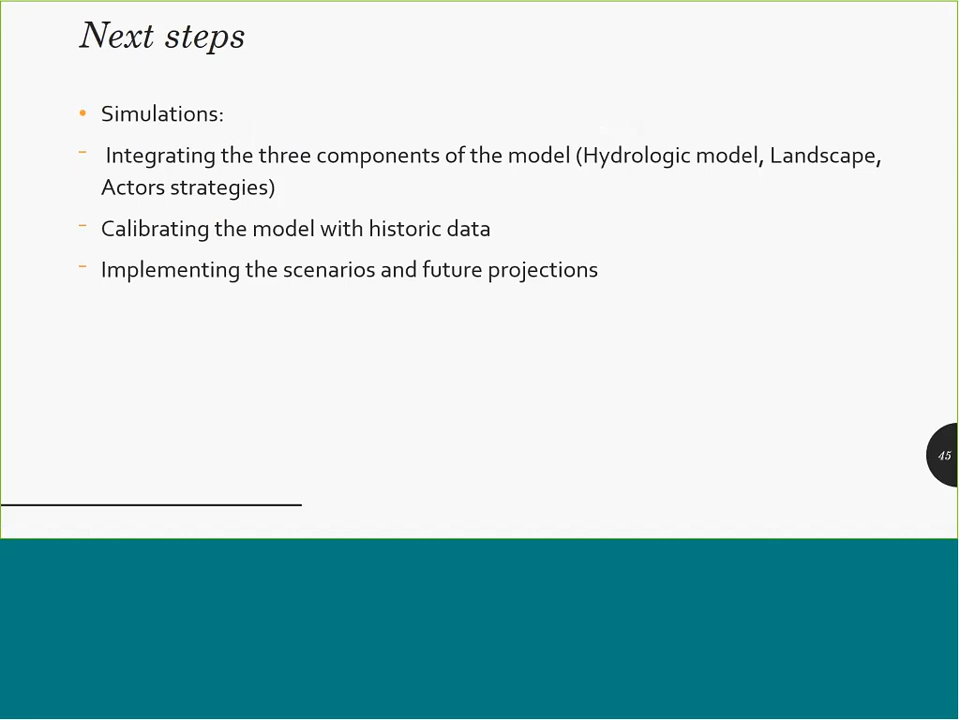 Next steps
• Simulations:
– Integrating the three components of the model (Hydrologic model, Landscape,
Actors strategies)
– Calibrating the model with historic data
– Implementing the scenarios and future projections
45